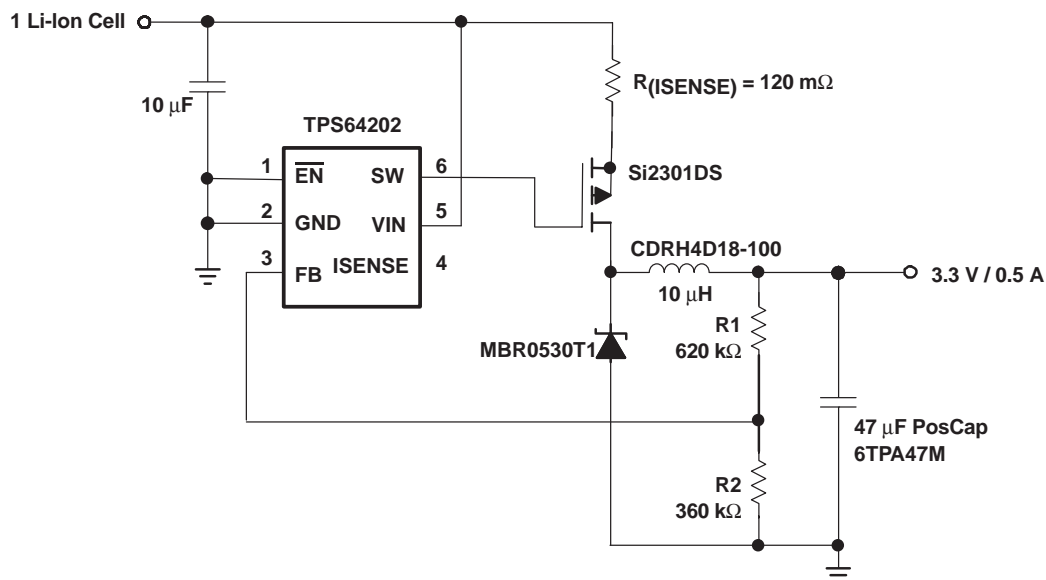 1 Li-Ion Cell
R(ISENSE) = 120 mΩ
10 μF
TPS64202
1
EN
SW
6
Si2301DS
2
GND
VIN
5
3
FB
ISENSE
4
CDRH4D18-100
3.3 V / 0.5 A
10 μH
R1
620 kΩ
MBR0530T1
47 μF PosCap
6TPA47M
R2
360 kΩ